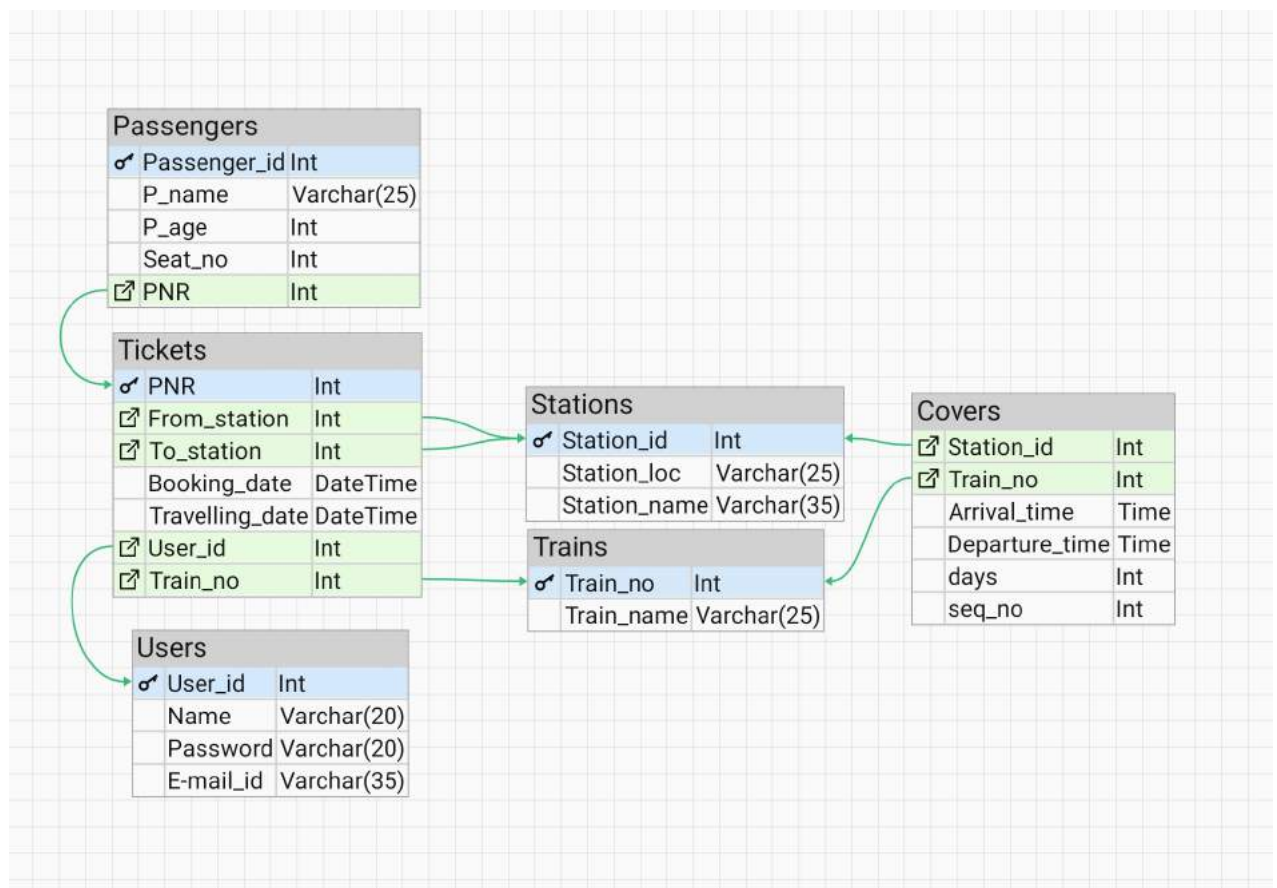 Passengers
Passenger_id Int
P_name Varchar(25)
P_age Int
Seat_no Int
PNR Int
Tickets
PNR Int
From_station Int
To_station Int
Booking_date DateTime
Travelling_date DateTime
User_id Int
Train_no Int
Users
User_id Int
Name Varchar(20)
Password Varchar(20)
E-mail_id Varchar(35)
Stations
Station_id Int
Station_loc Varchar(25)
Station_name Varchar(35)
Trains
Train_no Int
Train_name Varchar(25)
Covers
Station_id Int
Train_no Int
Arrival_time Time
Departure_time Time
days Int
seq_no Int